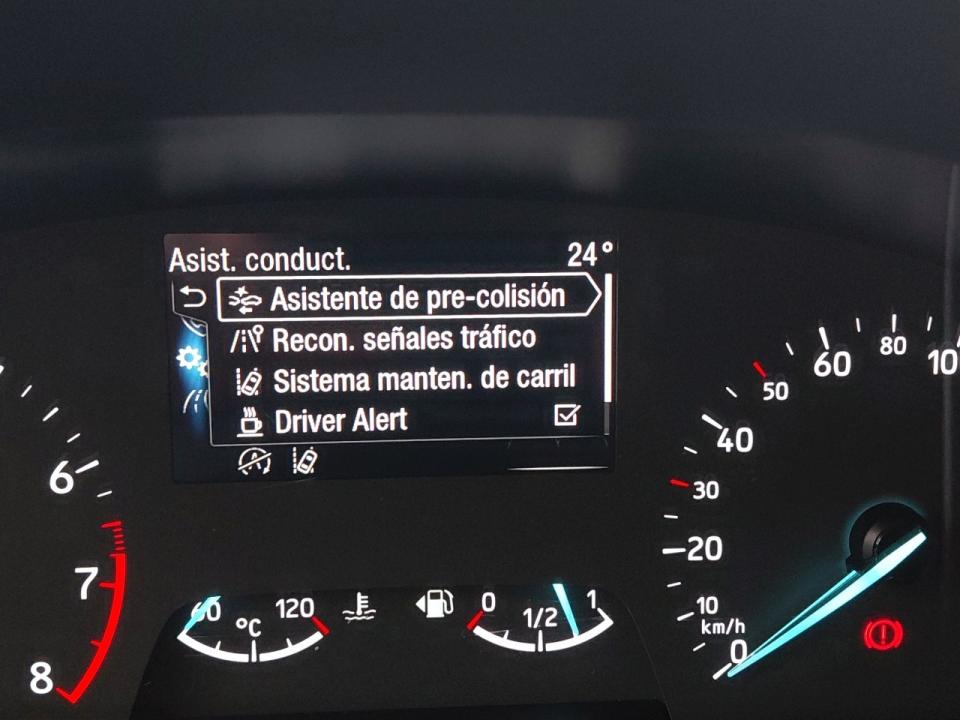 Asist. conduct. 24°
Asistente de pre-colisión
Recon. señales tráfico
Sistema manten. de carril
Driver Alert
6
7
8
60 120
°C
0 1/2 1
0
10
20
30
40
50
60
80
10
km/h